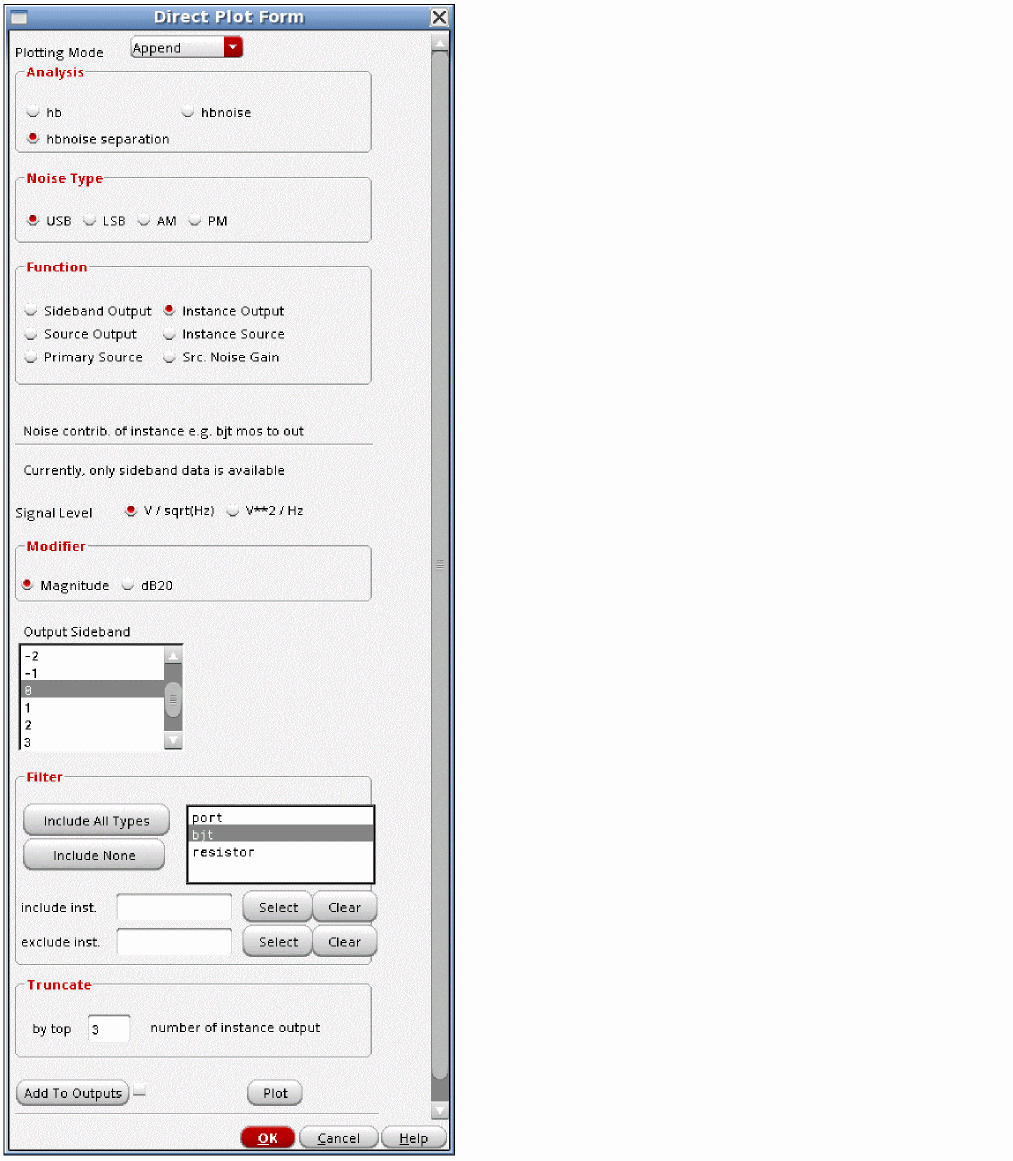 Direct Plot Form
Plotting Mode Append
Analysis
hb hbnoise
hbnoise separation
Noise Type
USB LSB AM PM
Function
Sideband Output Instance Output
Source Output Instance Source
Primary Source Src. Noise Gain
Noise contrib. of instance e.g. bjt mos to out
Currently, only sideband data is available
Signal Level V / sqrt(Hz) V**2 / Hz
Modifier
Magnitude dB20
Output Sideband
-2
-1
0
1
2
3
Filter
Include All Types
Include None
port
bjt
resistor
include inst. Select Clear
exclude inst. Select Clear
Truncate
by top 3 number of instance output
Add To Outputs Plot
OK Cancel Help